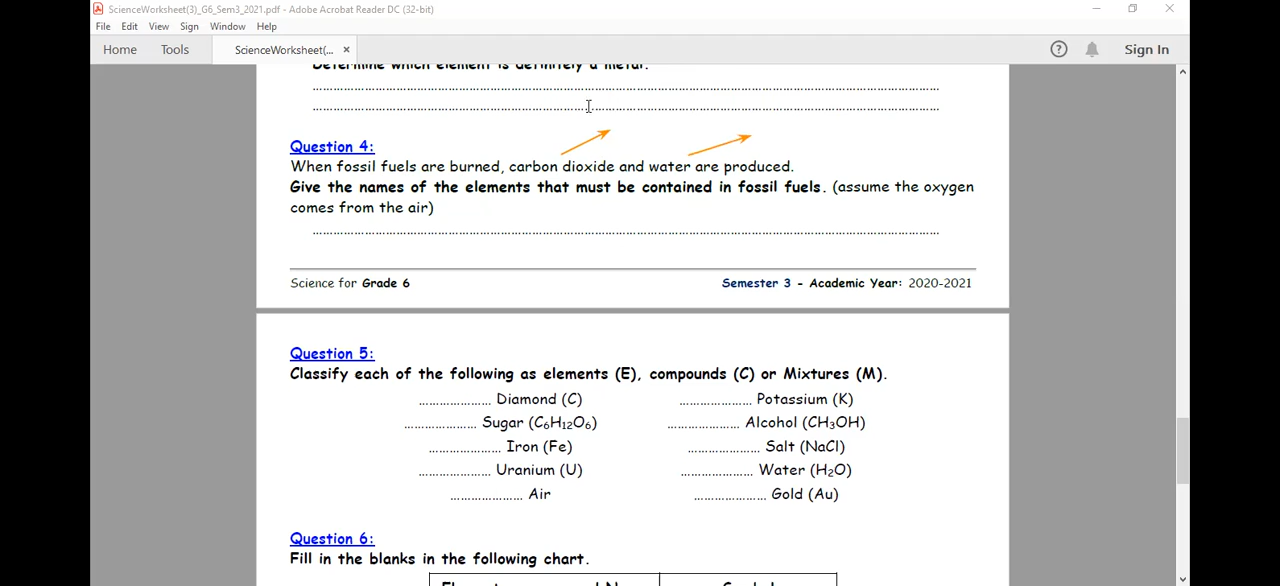 ScienceWorksheet(3)_G6_Sem3_2021.pdf - Adobe Acrobat Reader DC (32-bit)
File Edit View Sign Window Help
Home Tools ScienceWorksheet(... × Sign In
Determine which element is definitely a metal.
Question 4:
When fossil fuels are burned, carbon dioxide and water are produced.
Give the names of the elements that must be contained in fossil fuels. (assume the oxygen
comes from the air)
Science for Grade 6 Semester 3 - Academic Year: 2020-2021
Question 5:
Classify each of the following as elements (E), compounds (C) or Mixtures (M).
..................... Diamond (C) ..................... Potassium (K)
..................... Sugar (C₆H₁₂O₆) ..................... Alcohol (CH₃OH)
..................... Iron (Fe) ..................... Salt (NaCl)
..................... Uranium (U) ..................... Water (H₂O)
..................... Air ..................... Gold (Au)
Question 6:
Fill in the blanks in the following chart.